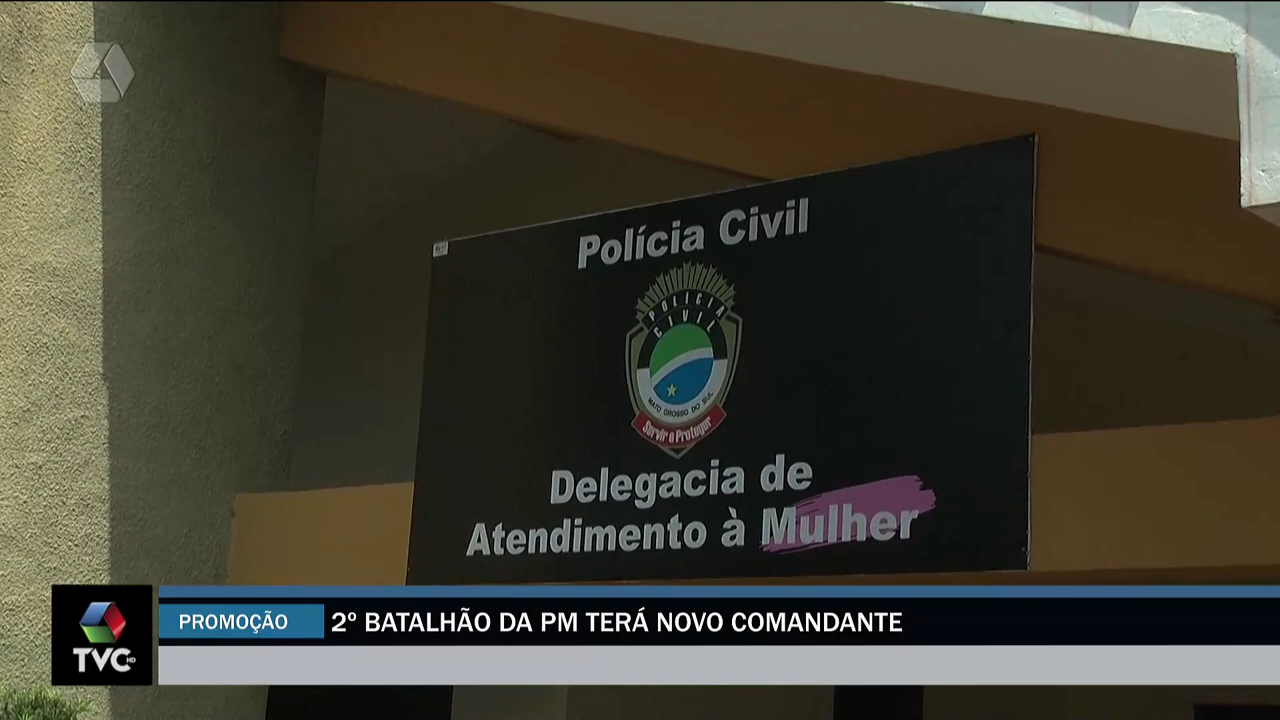 Polícia Civil
POLÍCIA
CIVIL
MATO GROSSO DO SUL
Servir e Proteger
Delegacia de
Atendimento à Mulher
PROMOÇÃO
2º BATALHÃO DA PM TERÁ NOVO COMANDANTE
TVC HD